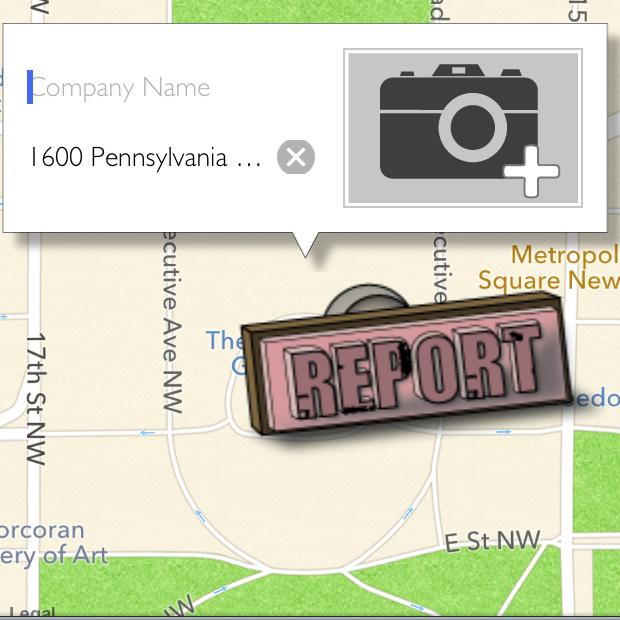 W
ad
15
Company Name
1600 Pennsylvania …
ecutive Ave NW
ecutive
Metropol
Square New
The
G
REPORT
17th St NW
edo
orcoran
ery of Art
E St NW
Legal
NW